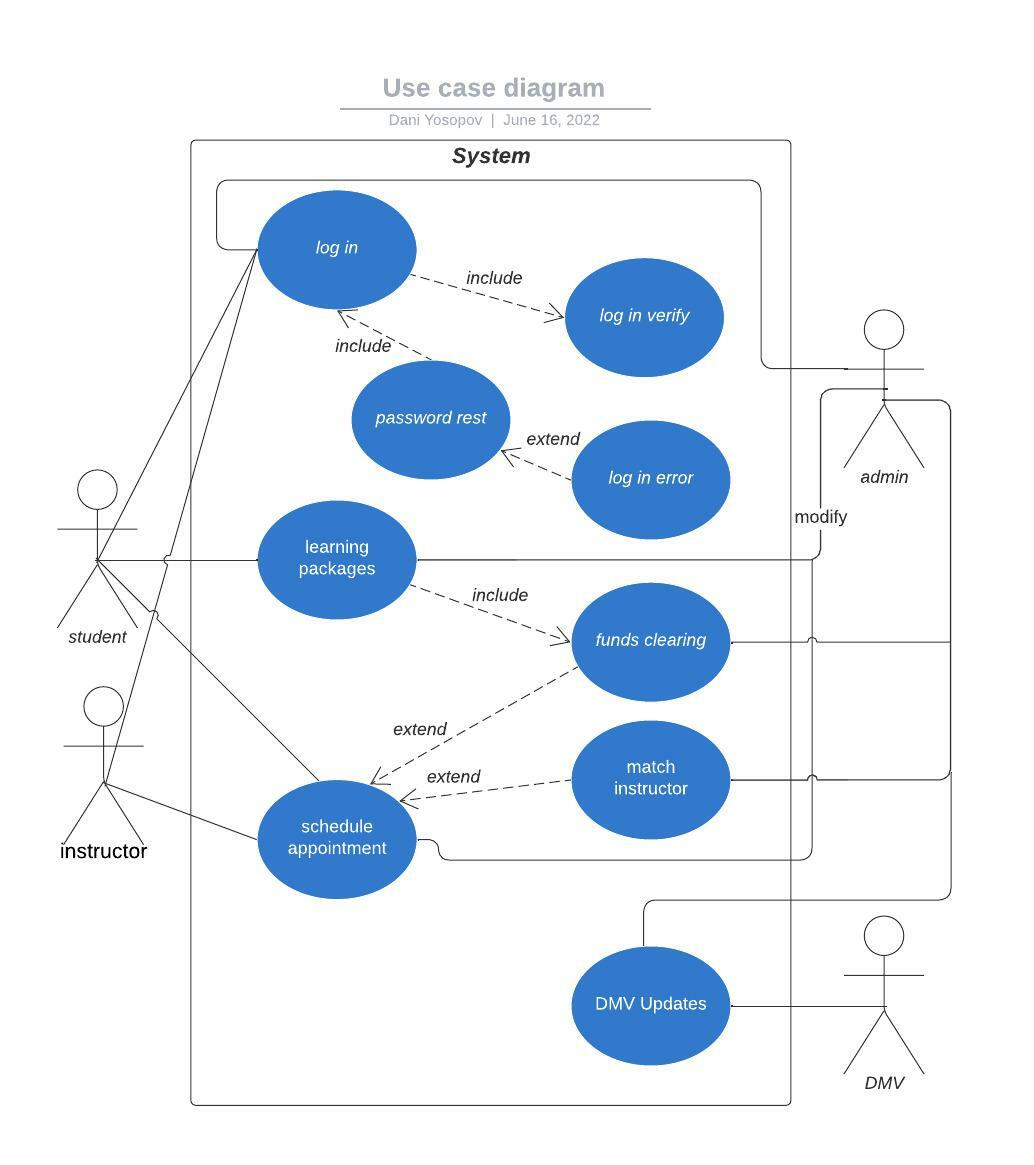 Use case diagram
Dani Yosopov | June 16, 2022
System
log in
include
log in verify
include
password rest
extend
log in error
admin
modify
learning
packages
include
student
funds clearing
extend
match
instructor
extend
schedule
appointment
instructor
DMV Updates
DMV